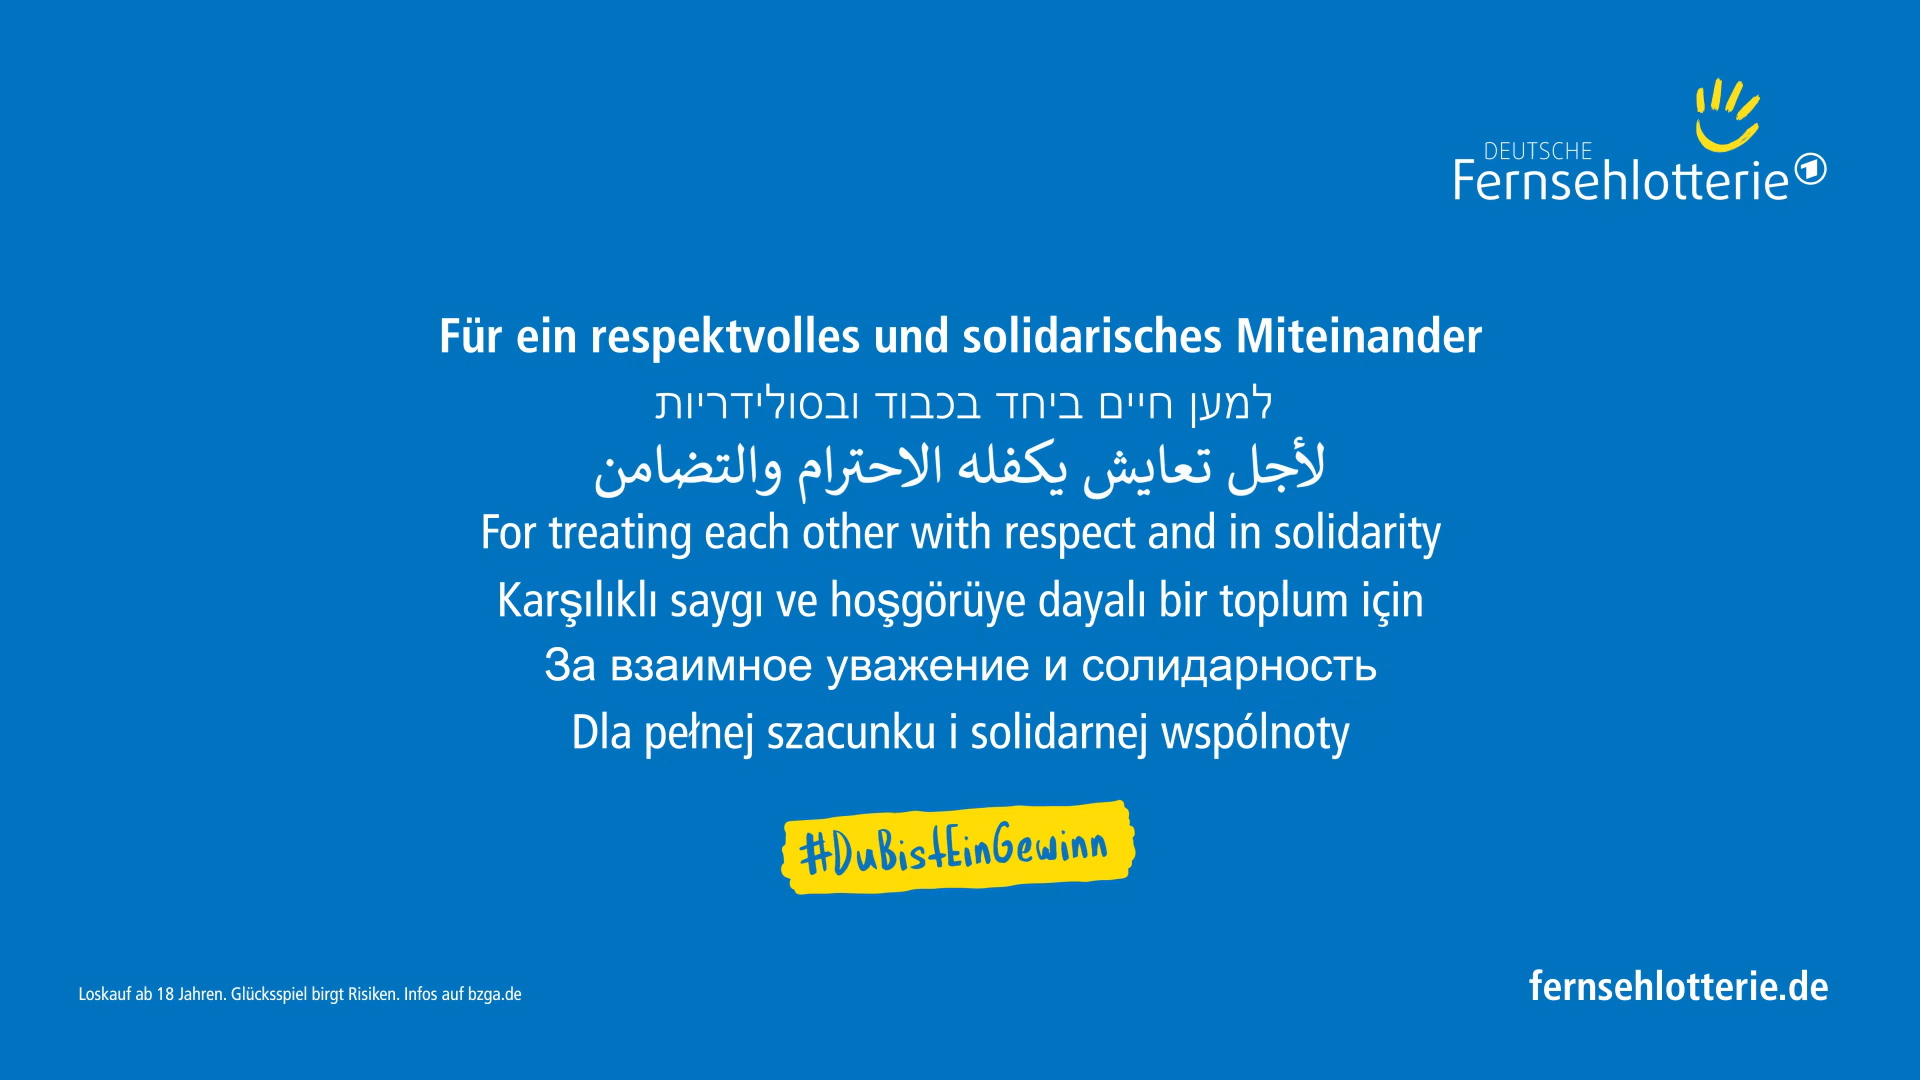 DEUTSCHE
Fernsehlotterie
Für ein respektvolles und solidarisches Miteinander
למען חיים ביחד בכבוד ובסולידריות
لأجل تعايش يكفله الاحترام والتضامن
For treating each other with respect and in solidarity
Karşılıklı saygı ve hoşgörüye dayalı bir toplum için
За взаимное уважение и солидарность
Dla pełnej szacunku i solidarnej wspólnoty
#DuBistEinGewinn
Loskauf ab 18 Jahren. Glücksspiel birgt Risiken. Infos auf bzga.de
fernsehlotterie.de